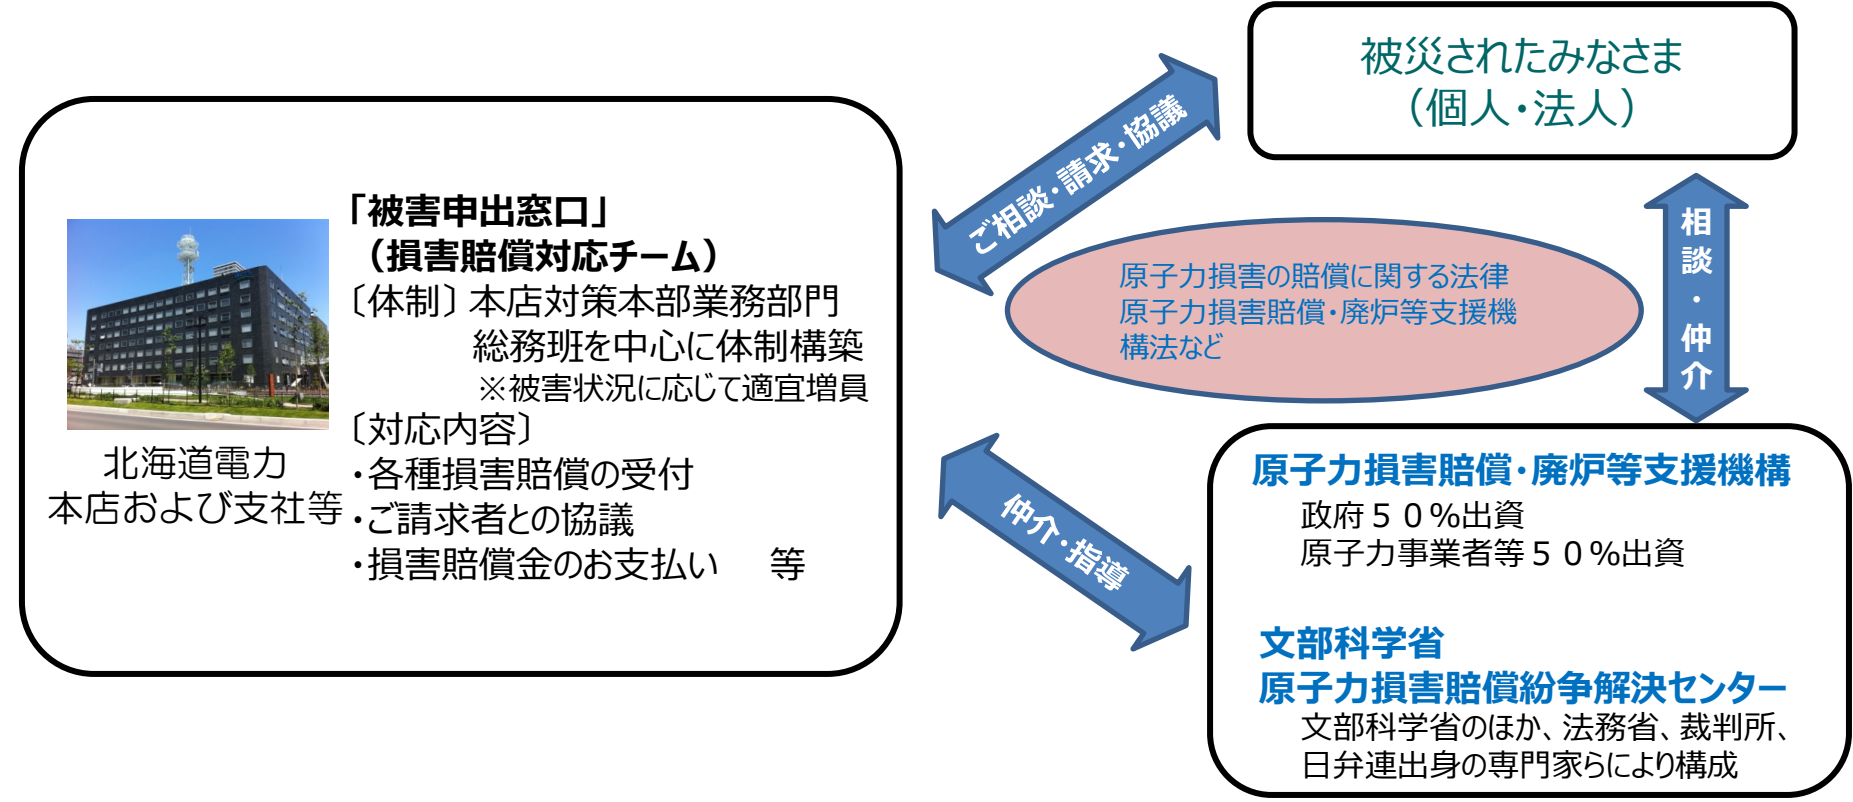 被災されたみなさま
（個人・法人）
ご相談・請求・協議
「被害申出窓口」
（損害賠償対応チーム）
〔体制〕本店対策本部業務部門
総務班を中心に体制構築
※被害状況に応じて適宜増員
〔対応内容〕
・各種損害賠償の受付
・ご請求者との協議
・損害賠償金のお支払い　等
北海道電力
本店および支社等
原子力損害の賠償に関する法律
原子力損害賠償・廃炉等支援機
構法など
相談・仲介
仲介・指導
原子力損害賠償・廃炉等支援機構
政府５０％出資
原子力事業者等５０％出資
文部科学省
原子力損害賠償紛争解決センター
文部科学省のほか、法務省、裁判所、
日弁連出身の専門家らにより構成